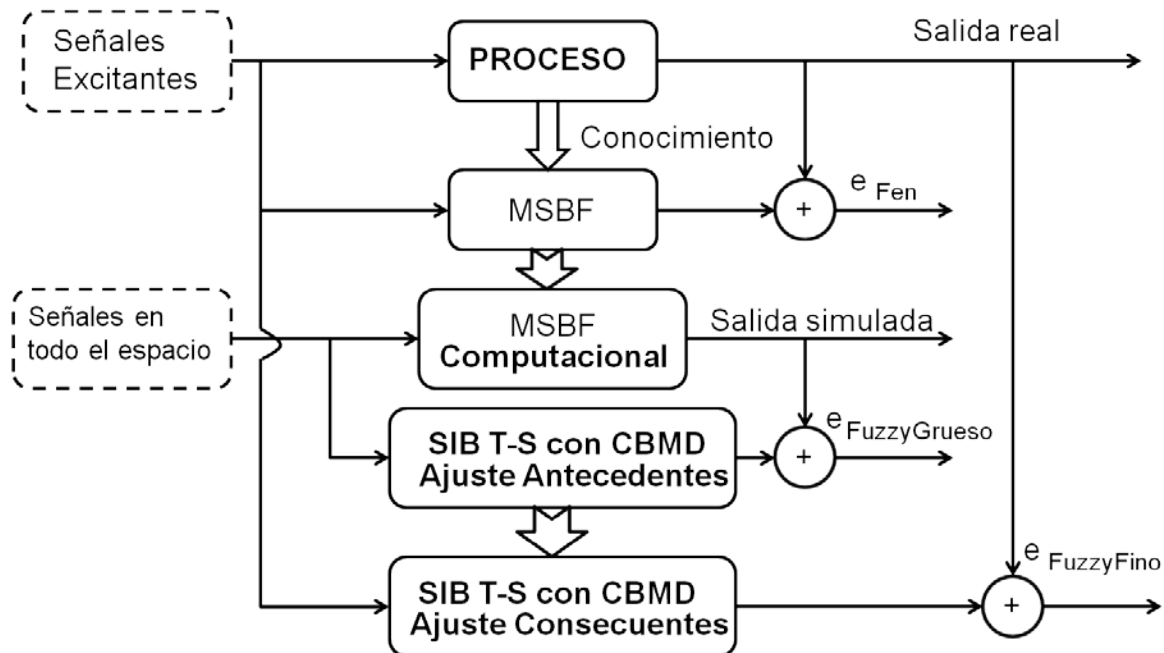 Señales
Excitantes
PROCESO
Salida real
Conocimiento
MSBF
+
e Fen
Señales en
todo el espacio
MSBF
Computacional
Salida simulada
SIB T-S con CBMD
Ajuste Antecedentes
+
e FuzzyGrueso
SIB T-S con CBMD
Ajuste Consecuentes
+
e FuzzyFino